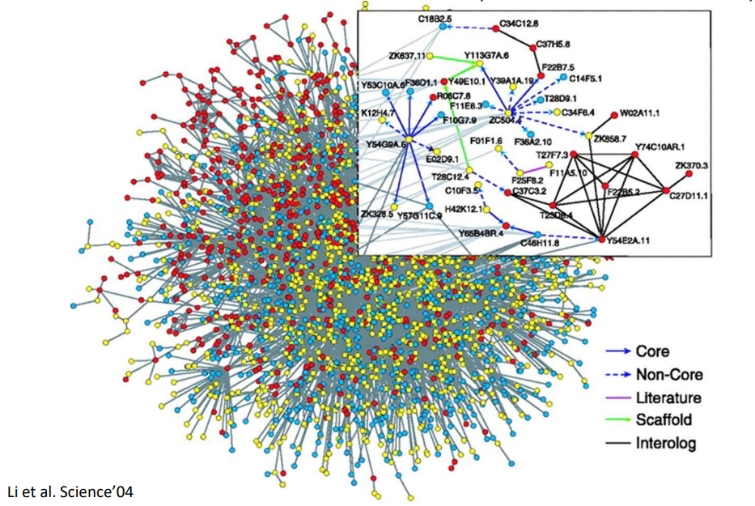 C18B2.5
C34C12.8
C37H5.8
ZK637.11
Y113G7A.6
F22B7.5
C14F5.1
Y53C10A.6
F36D1.1
Y49E10.1
Y39A1A.19
R06C7.8
F11E6.3
T28D9.1
K12H4.7
F10G7.9
ZC504.4
C34F6.4
W02A11.1
Y54G9A.6
F36A2.10
ZK858.7
F01F1.6
Y74C10AR.1
E02D9.1
T27F7.3
T28C12.4
F25F8.2
F11A5.10
ZK370.3
C10F3.5
C37C3.2
F22B5.2
C27D11.1
ZK328.5
Y57G11C.9
H42K12.1
T23D8.4
Y65B4BR.4
C46H11.8
Y54E2A.11
Core
Non-Core
Literature
Scaffold
Interolog
Li et al. Science’04